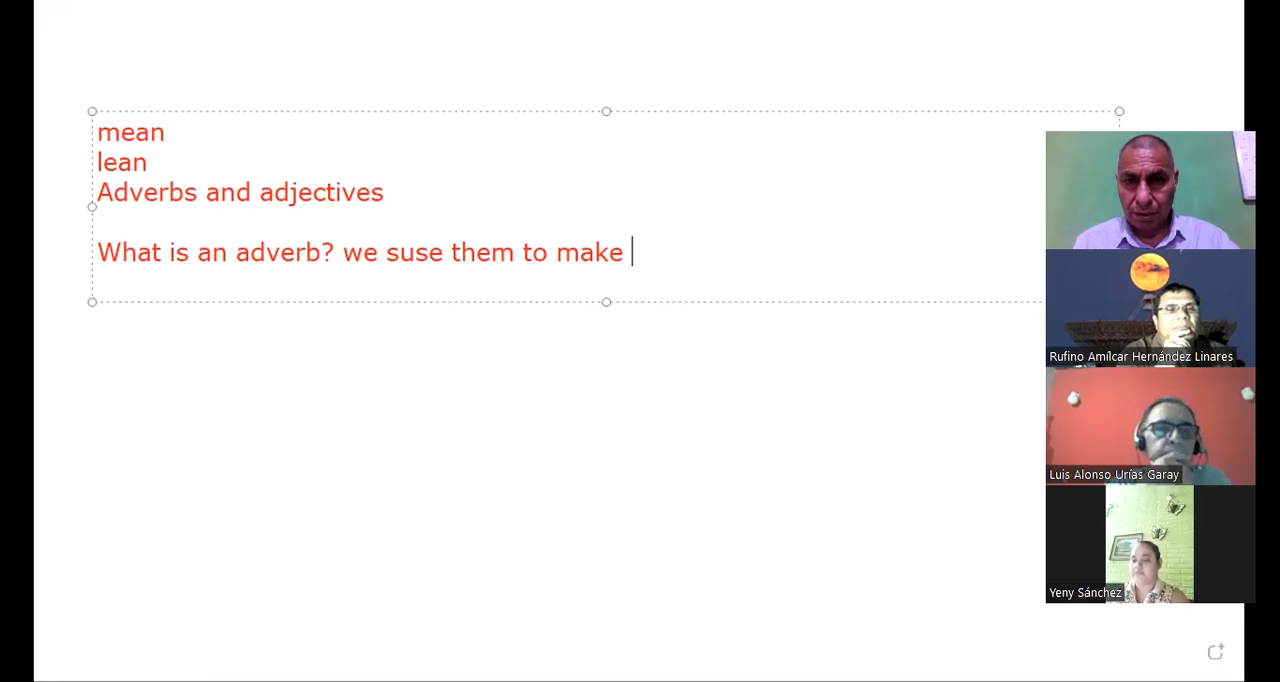 mean
lean
Adverbs and adjectives
What is an adverb? we suse them to make
Rufino Amílcar Hernández Linares
Luis Alonso Urías Garay
Yeny Sánchez